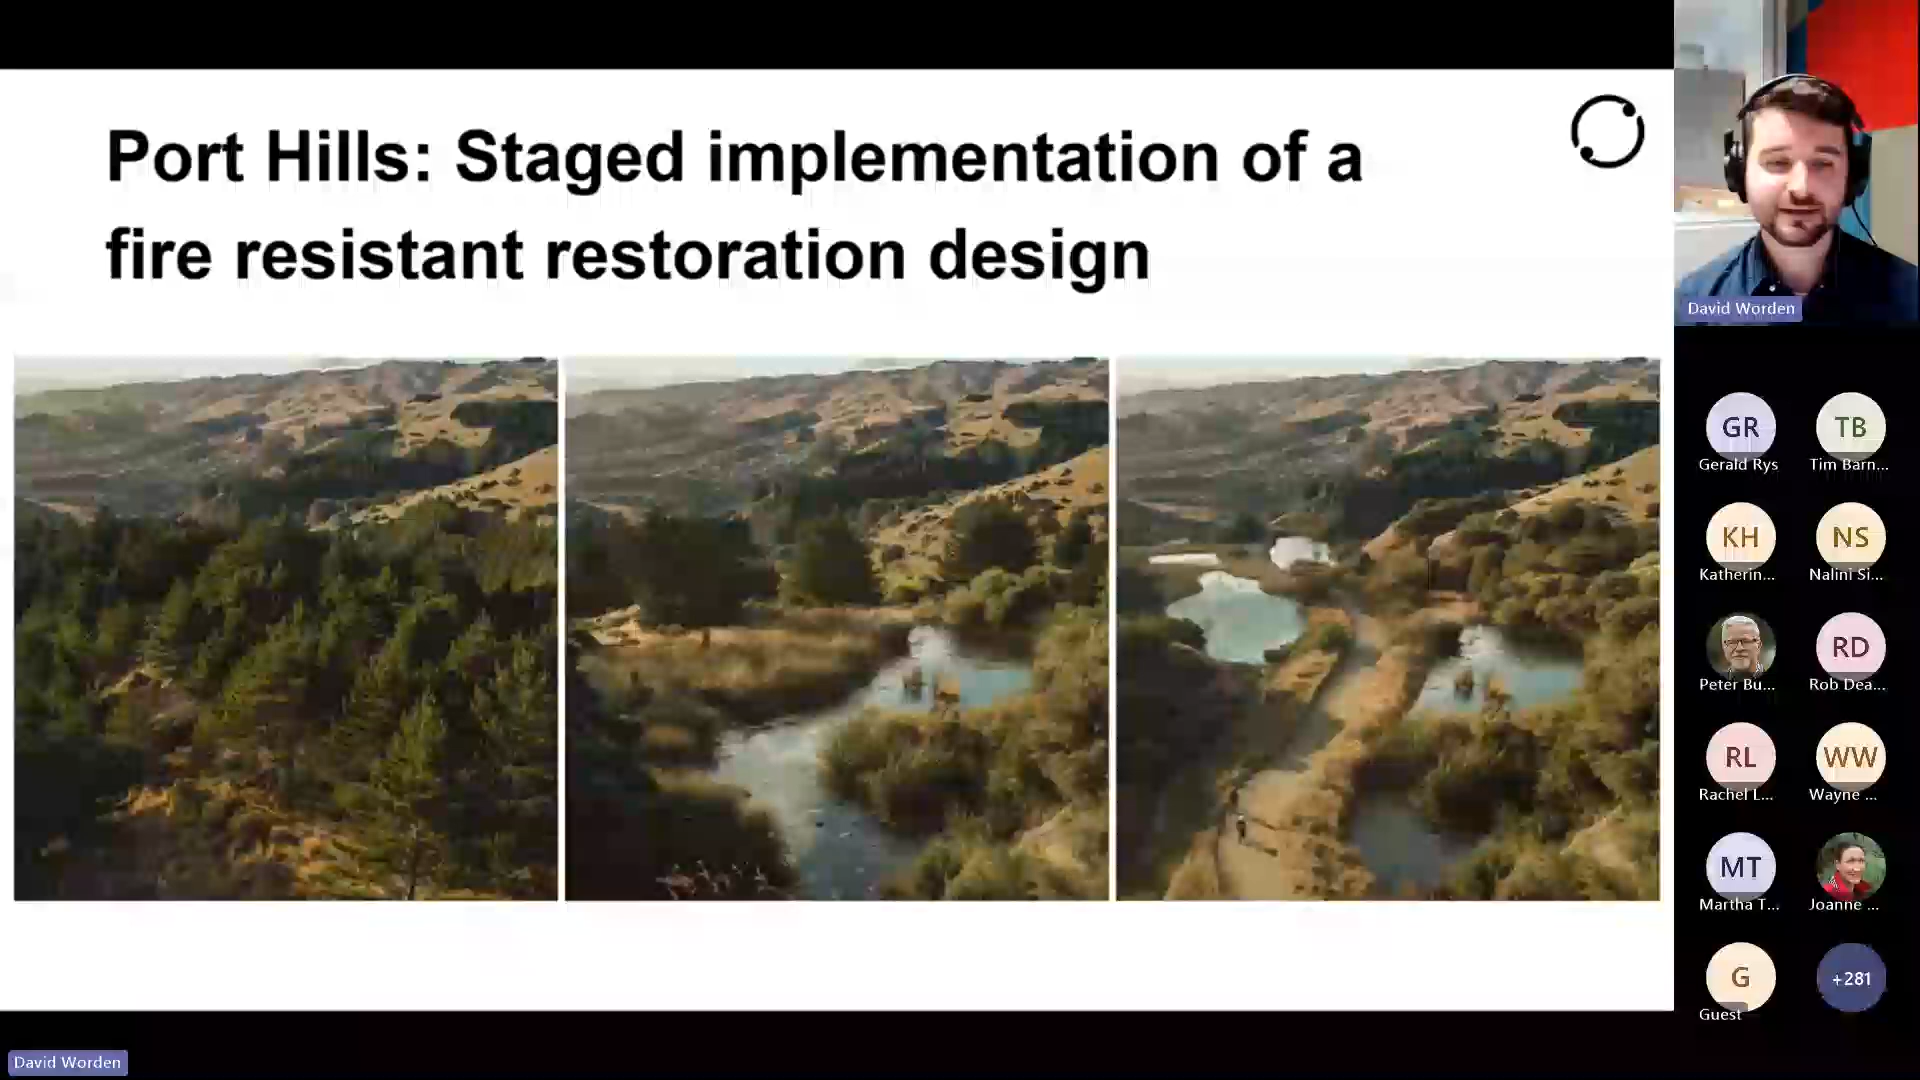 Port Hills: Staged implementation of a
fire resistant restoration design
David Worden
GR
TB
Gerald Rys
Tim Barn...
KH
NS
Katherin...
Nalini Si...
RD
Peter Bu...
Rob Dea...
RL
WW
Rachel L...
Wayne ...
MT
Martha T...
Joanne ...
G
+281
Guest
David Worden